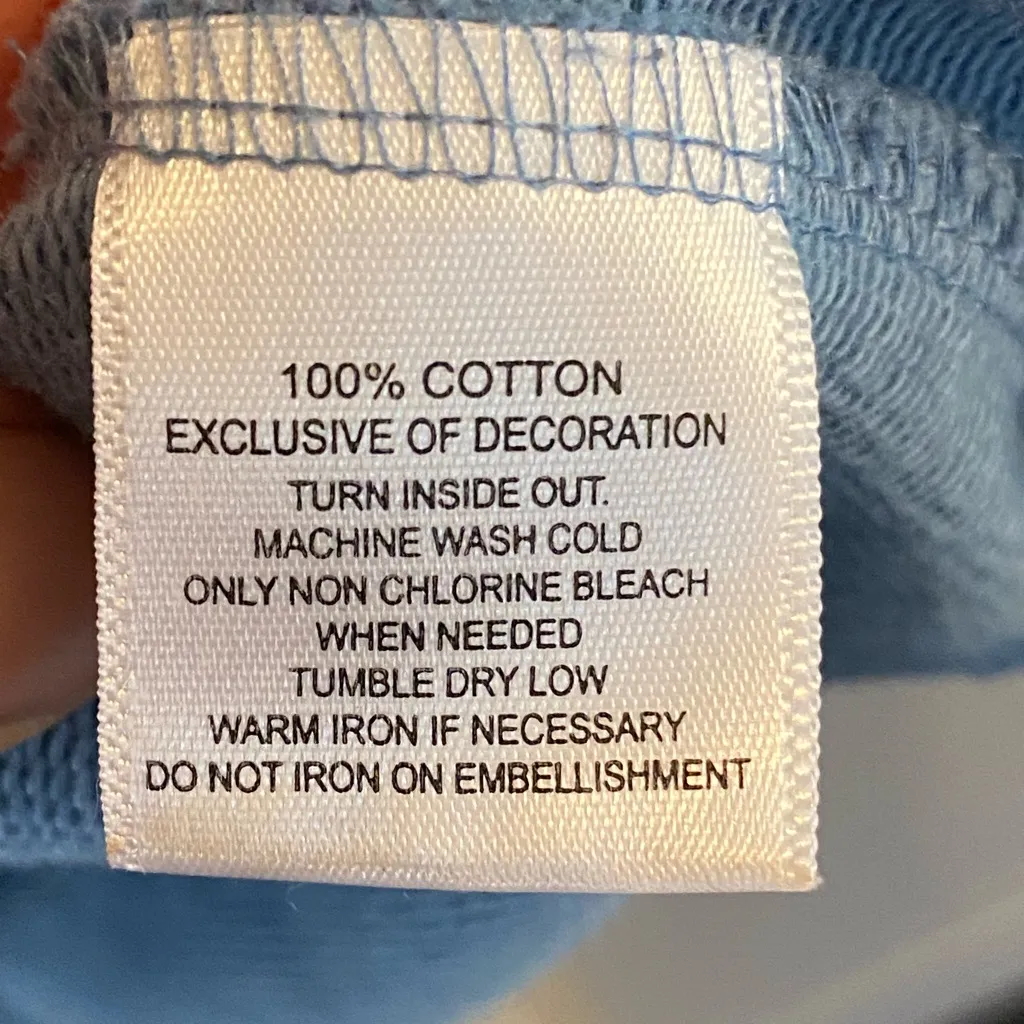 100% COTTON
EXCLUSIVE OF DECORATION
TURN INSIDE OUT.
MACHINE WASH COLD
ONLY NON CHLORINE BLEACH
WHEN NEEDED
TUMBLE DRY LOW
WARM IRON IF NECESSARY
DO NOT IRON ON EMBELLISHMENT